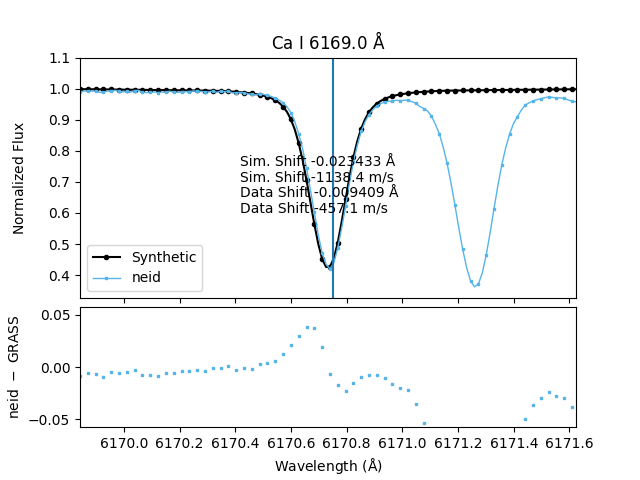 Ca I 6169.0 Å
1.1
1.0
0.9
0.8
0.7
0.6
0.5
0.4
Normalized Flux
Sim. Shift -0.023433 Å
Sim. Shift -1138.4 m/s
Data Shift -0.009409 Å
Data Shift -457.1 m/s
Synthetic
neid
0.05
0.00
−0.05
neid − GRASS
6170.0 6170.2 6170.4 6170.6 6170.8 6171.0 6171.2 6171.4 6171.6
Wavelength (Å)